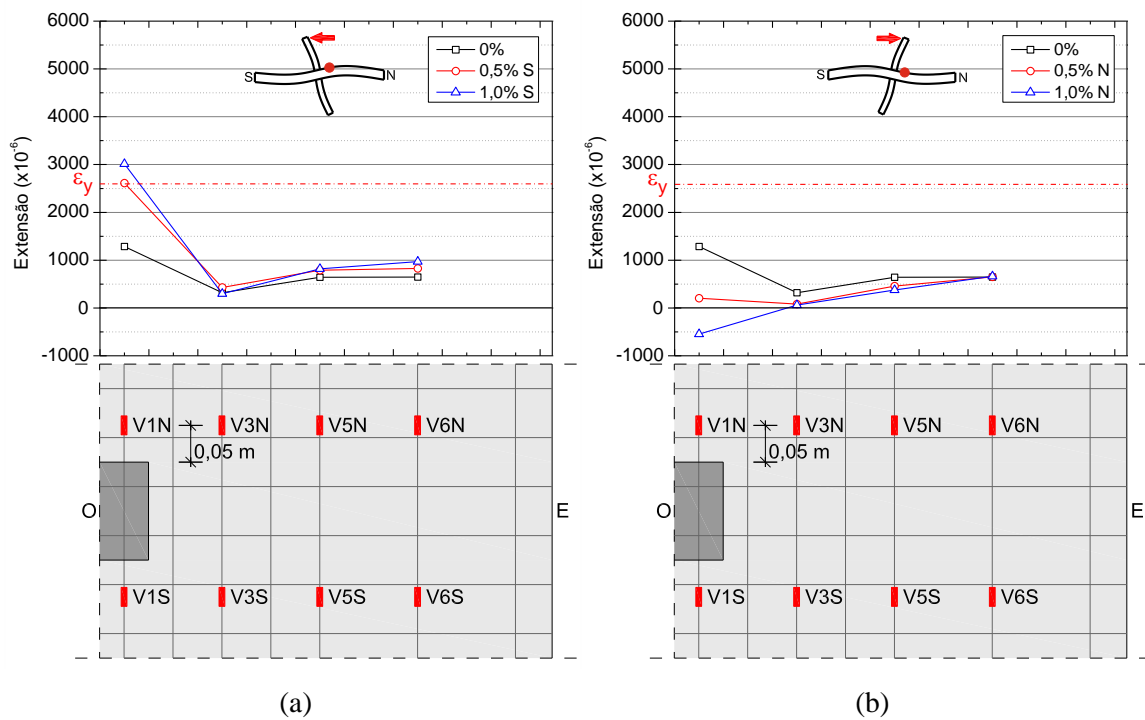 6000
5000
4000
3000
2000
1000
0
-1000
Extensão (x10-6)
εy
S
N
0%
0,5% S
1,0% S
V1N
V3N
V5N
V6N
0,05 m
O
E
V1S
V3S
V5S
V6S
(a)
6000
5000
4000
3000
2000
1000
0
-1000
Extensão (x10-6)
εy
S
N
0%
0,5% N
1,0% N
V1N
V3N
V5N
V6N
0,05 m
O
E
V1S
V3S
V5S
V6S
(b)